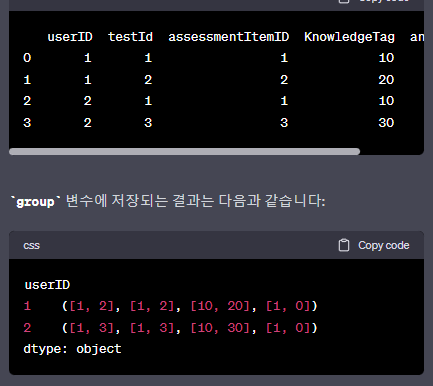 userID testId assessmentItemID KnowledgeTag an
0 1 1 1 10
1 1 2 2 20
2 2 1 1 10
3 2 3 3 30
`group` 변수에 저장되는 결과는 다음과 같습니다:
css Copy code
userID
1 ([1, 2], [1, 2], [10, 20], [1, 0])
2 ([1, 3], [1, 3], [10, 30], [1, 0])
dtype: object